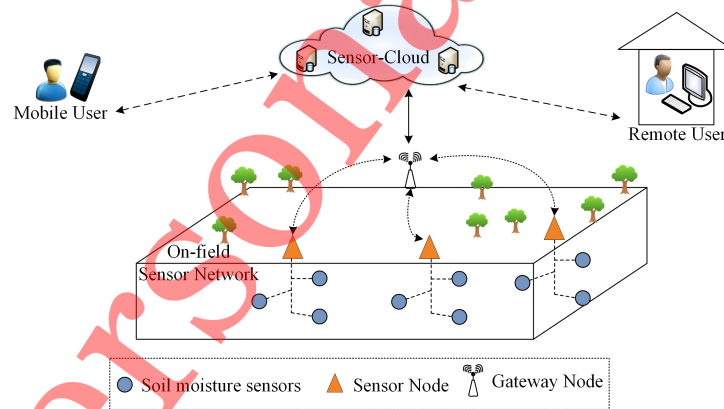 Sensor-Cloud
Mobile User
Remote User
On-field
Sensor Network
Soil moisture sensors
Sensor Node
Gateway Node